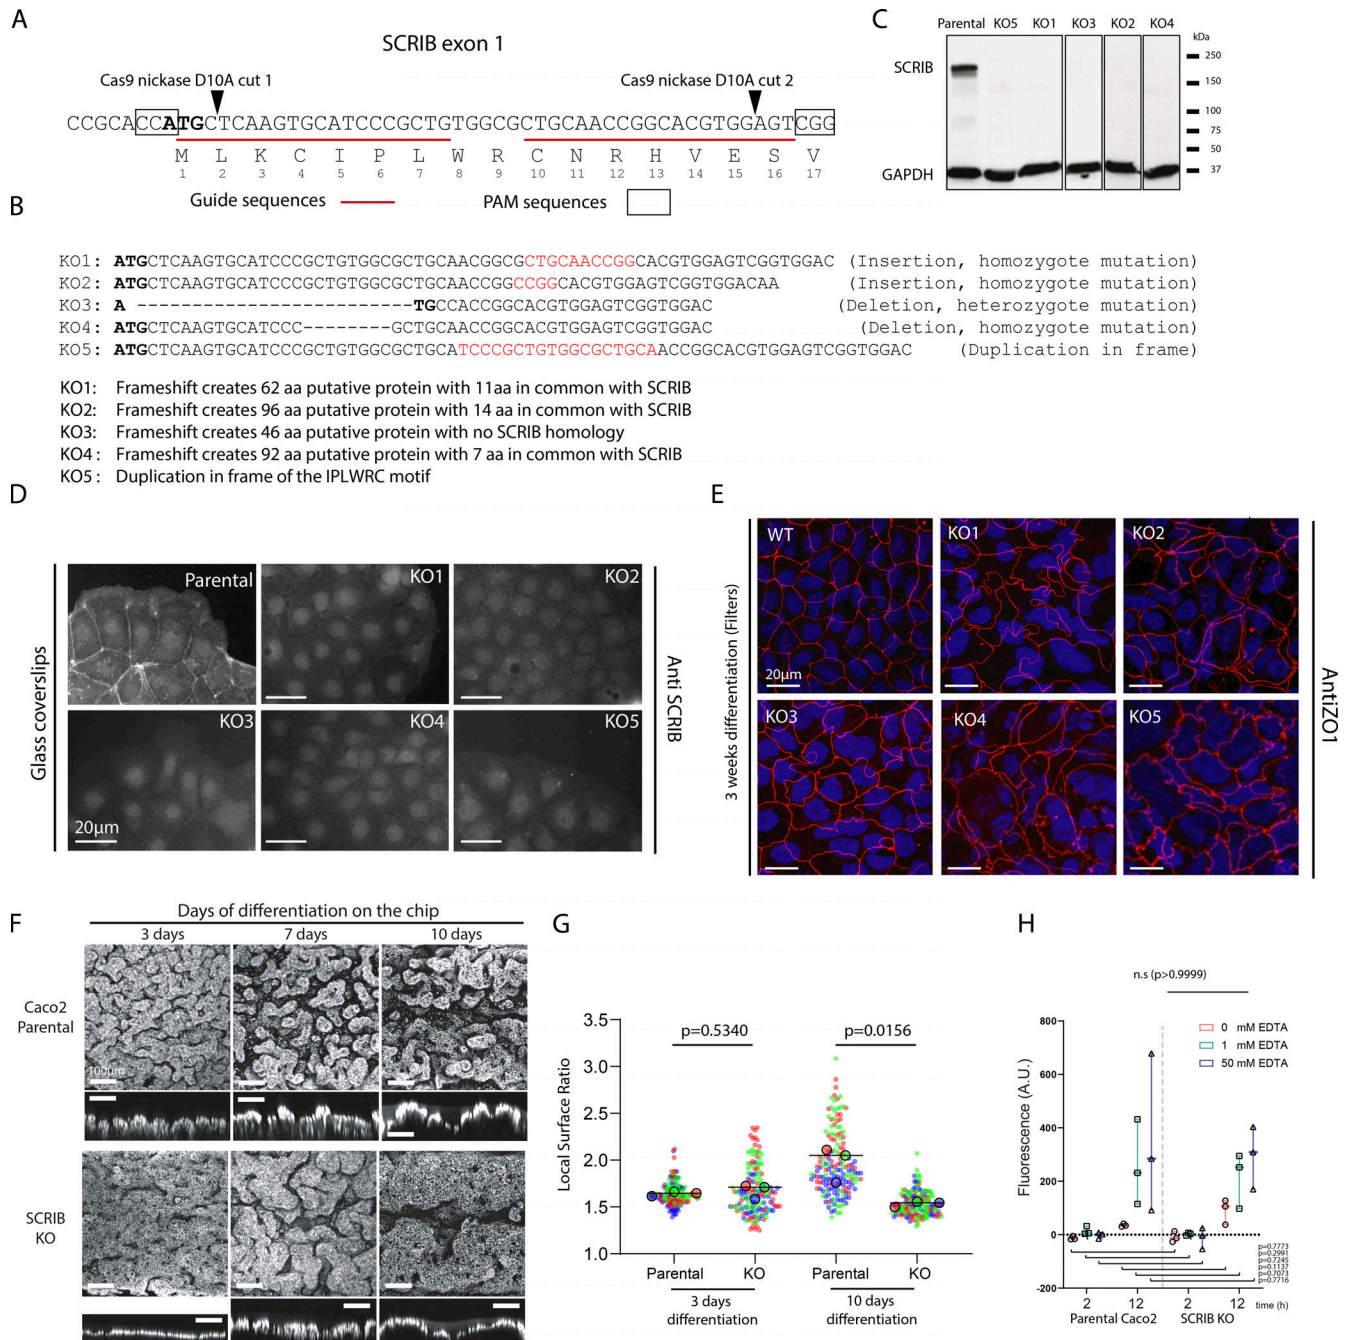 A
SCRIB exon 1
Cas9 nickase D10A cut 1
Cas9 nickase D10A cut 2
CCGCACCATGCTCAAGTGCATCCCGCTGTGGCGCTGCAACCGGCACGTGGAGTCGG
M L K C I P L W R C N R H V E S V
1 2 3 4 5 6 7 8 9 10 11 12 13 14 15 16 17
Guide sequences
PAM sequences
B
KO1: ATGCTCAAGTGCATCCCGCTGTGGCGCTGCAACGGCGCTGCAACCGGCACGTGGAGTCGGTGGAC (Insertion, homozygote mutation)
KO2: ATGCTCAAGTGCATCCCGCTGTGGCGCTGCAACCGGCCGGCACGTGGAGTCGGTGGACAA (Insertion, homozygote mutation)
KO3: A -------------------------TGCCACCGGCACGTGGAGTCGGTGGAC (Deletion, heterozygote mutation)
KO4: ATGCTCAAGTGCATCCC--------GCTGCAACCGGCACGTGGAGTCGGTGGAC (Deletion, homozygote mutation)
KO5: ATGCTCAAGTGCATCCCGCTGTGGCGCTGCATCCCGCTGTGGCGCTGCAACCGGCACGTGGAGTCGGTGGAC (Duplication in frame)
KO1: Frameshift creates 62 aa putative protein with 11aa in common with SCRIB
KO2: Frameshift creates 96 aa putative protein with 14 aa in common with SCRIB
KO3: Frameshift creates 46 aa putative protein with no SCRIB homology
KO4: Frameshift creates 92 aa putative protein with 7 aa in common with SCRIB
KO5: Duplication in frame of the IPLWRC motif
C
Parental KO5 KO1 KO3 KO2 KO4
kDa
SCRIB
GAPDH
250
150
100
75
50
37
D
Glass coverslips
Parental
KO1
KO2
KO3
KO4
KO5
20µm
Anti SCRIB
E
3 weeks differentiation (Filters)
WT
KO1
KO2
20µm
KO3
KO4
KO5
AntiZO1
F
Days of differentiation on the chip
3 days
7 days
10 days
Caco2
Parental
100µm
SCRIB
KO
G
Local Surface Ratio
3.5
3.0
2.5
2.0
1.5
1.0
p=0.5340
p=0.0156
Parental KO Parental KO
3 days
differentiation
10 days
differentiation
H
n.s (p>0.9999)
0 mM EDTA
1 mM EDTA
50 mM EDTA
Fluorescence (A.U.)
800
600
400
200
0
-200
p=0.7773
p=0.2991
p=0.7245
p=0.1137
p=0.7073
p=0.7716
2 12 2 12 time (h)
Parental Caco2 SCRIB KO